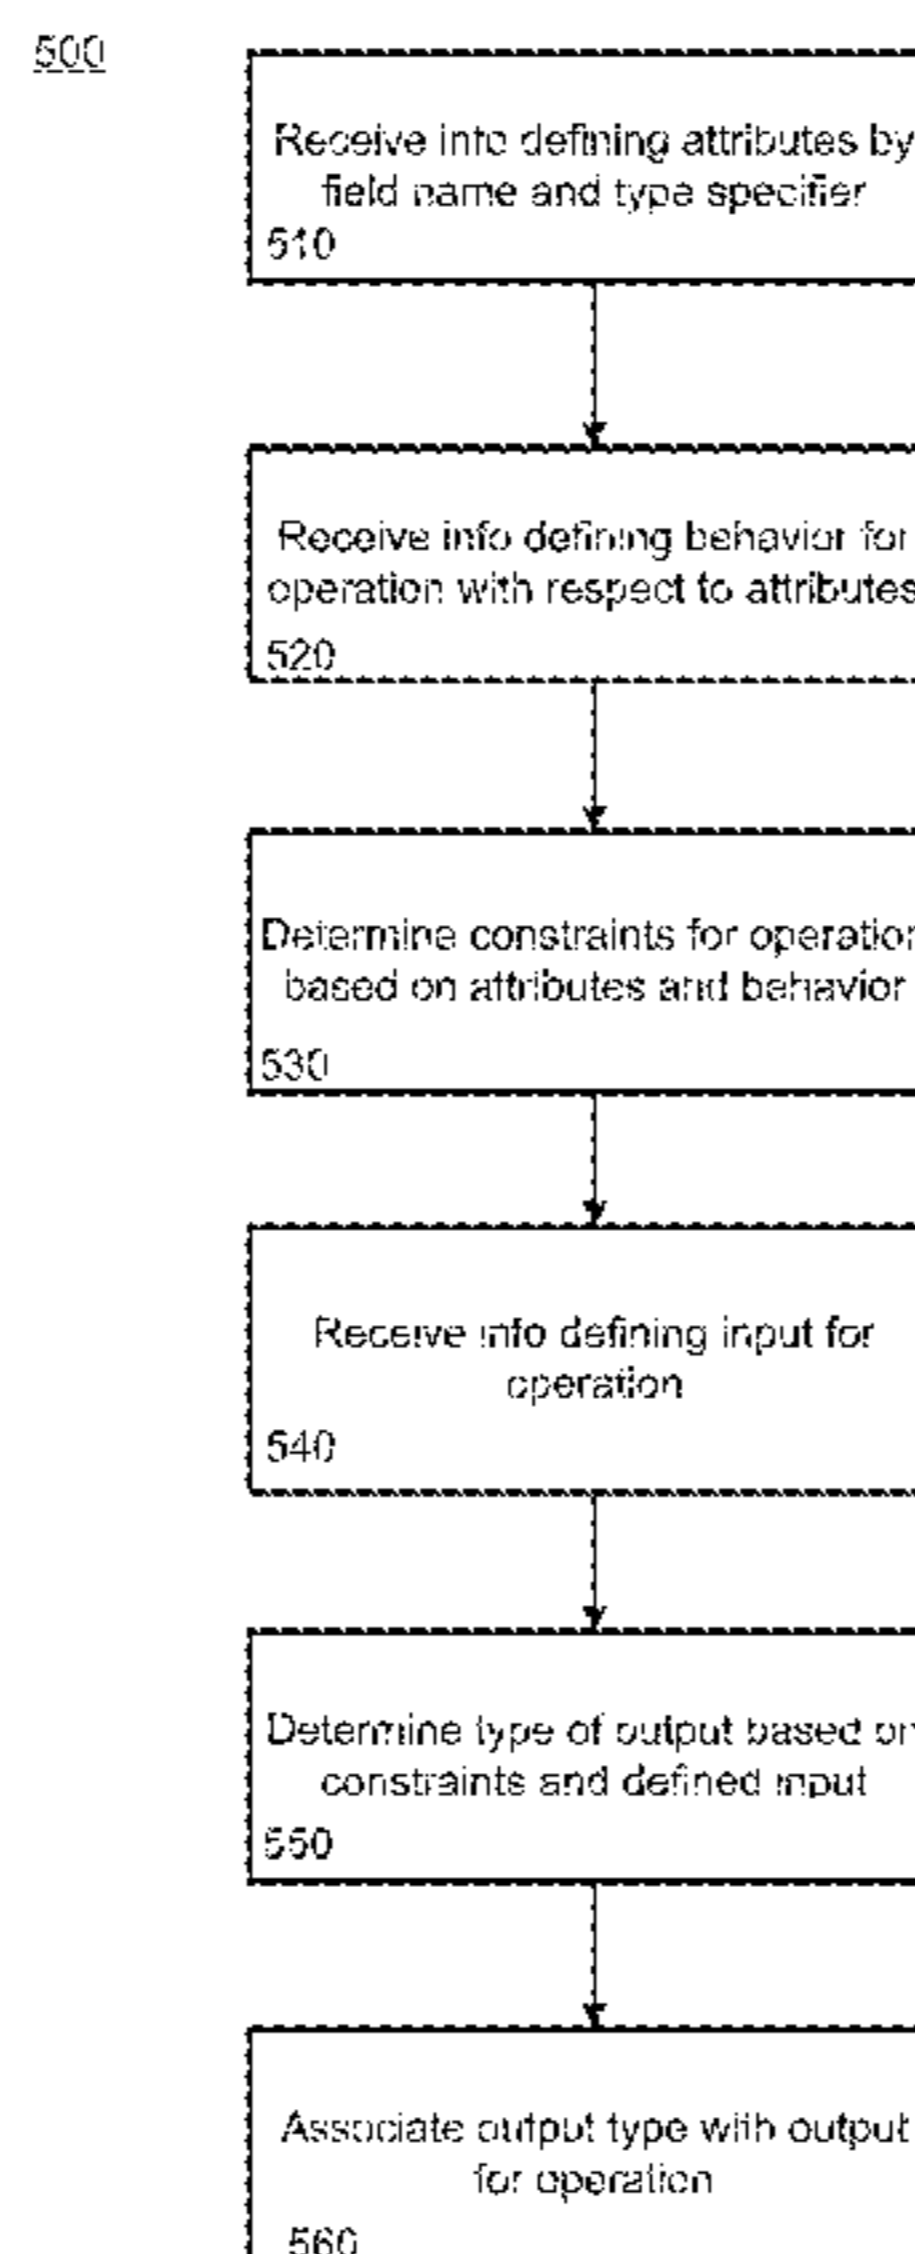 500
Receive info defining attributes by
field name and type specifier
510
Receive info defining behavior for
operation with respect to attributes
520
Determine constraints for operation
based on attributes and behavior
530
Receive info defining input for
operation
540
Determine type of output based on
constraints and defined input
550
Associate output type with output
for operation
560